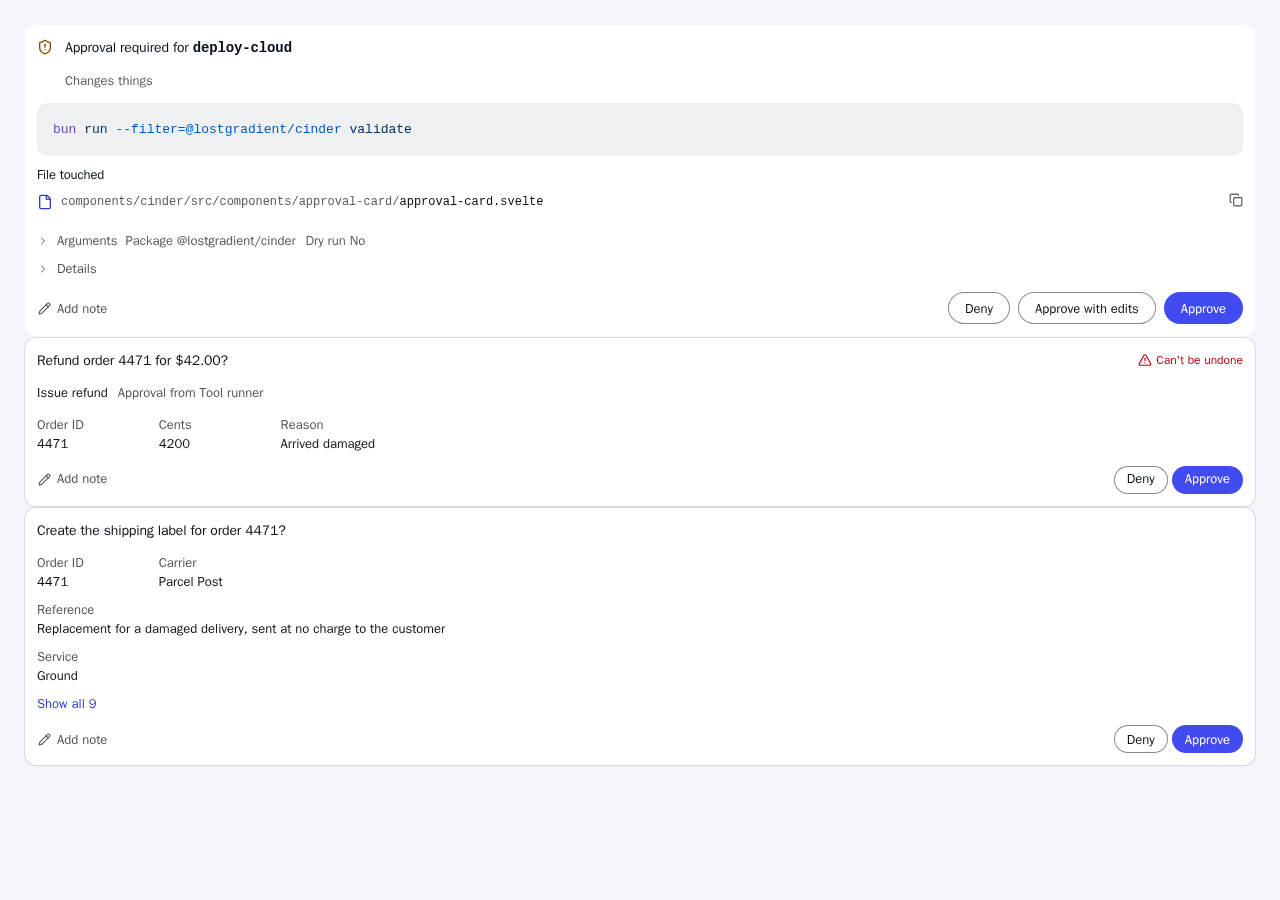 Approval required for deploy-cloud
Changes things
bun run --filter=@lostgradient/cinder validate
File touched
components/cinder/src/components/approval-card/approval-card.svelte
Arguments Package @lostgradient/cinder Dry run No
Details
Add note Deny Approve with edits Approve
Refund order 4471 for $42.00? Can't be undone
Issue refund Approval from Tool runner
Order ID Cents Reason
4471 4200 Arrived damaged
Add note Deny Approve
Create the shipping label for order 4471?
Order ID Carrier
4471 Parcel Post
Reference
Replacement for a damaged delivery, sent at no charge to the customer
Service
Ground
Show all 9
Add note Deny Approve